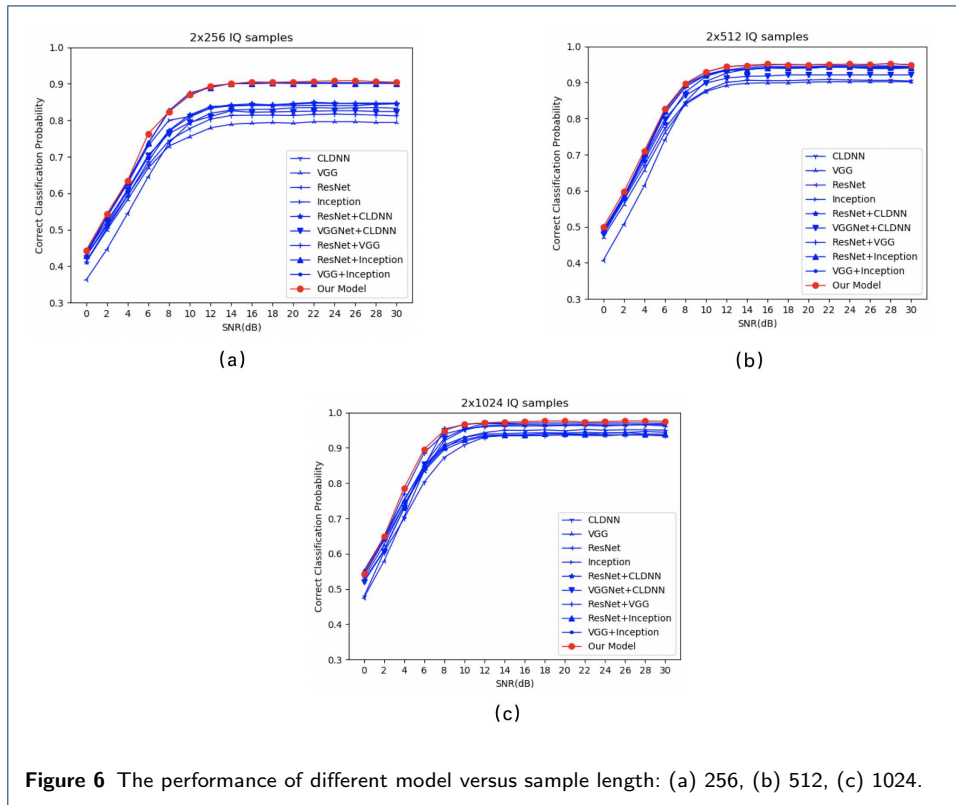 2x256 IQ samples
Correct Classification Probability
1.0
0.9
0.8
0.7
0.6
0.5
0.4
0.3
CLDNN
VGG
ResNet
Inception
ResNet+CLDNN
VGGNet+CLDNN
ResNet+VGG
ResNet+Inception
VGG+Inception
Our Model
0 2 4 6 8 10 12 14 16 18 20 22 24 26 28 30
SNR(dB)
(a)
2x512 IQ samples
Correct Classification Probability
1.0
0.9
0.8
0.7
0.6
0.5
0.4
0.3
CLDNN
VGG
ResNet
Inception
ResNet+CLDNN
VGGNet+CLDNN
ResNet+VGG
ResNet+Inception
VGG+Inception
Our Model
0 2 4 6 8 10 12 14 16 18 20 22 24 26 28 30
SNR(dB)
(b)
2x1024 IQ samples
Correct Classification Probability
1.0
0.9
0.8
0.7
0.6
0.5
0.4
0.3
CLDNN
VGG
ResNet
Inception
ResNet+CLDNN
VGGNet+CLDNN
ResNet+VGG
ResNet+Inception
VGG+Inception
Our Model
0 2 4 6 8 10 12 14 16 18 20 22 24 26 28 30
SNR(dB)
(c)
Figure 6 The performance of different model versus sample length: (a) 256, (b) 512, (c) 1024.